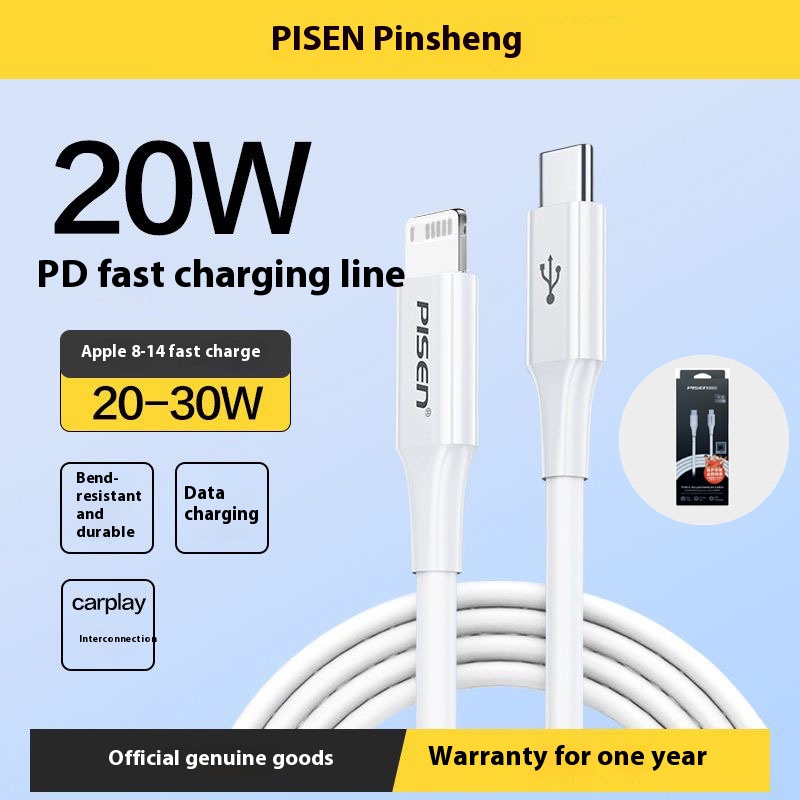 PISEN Pinsheng
20W
PD fast charging line
Apple 8-14 fast charge
20-30W
Bend-
resistant
and
durable
Data
charging
carplay
Interconnection
PISEN®
PISEN
Official genuine goods
Warranty for one year